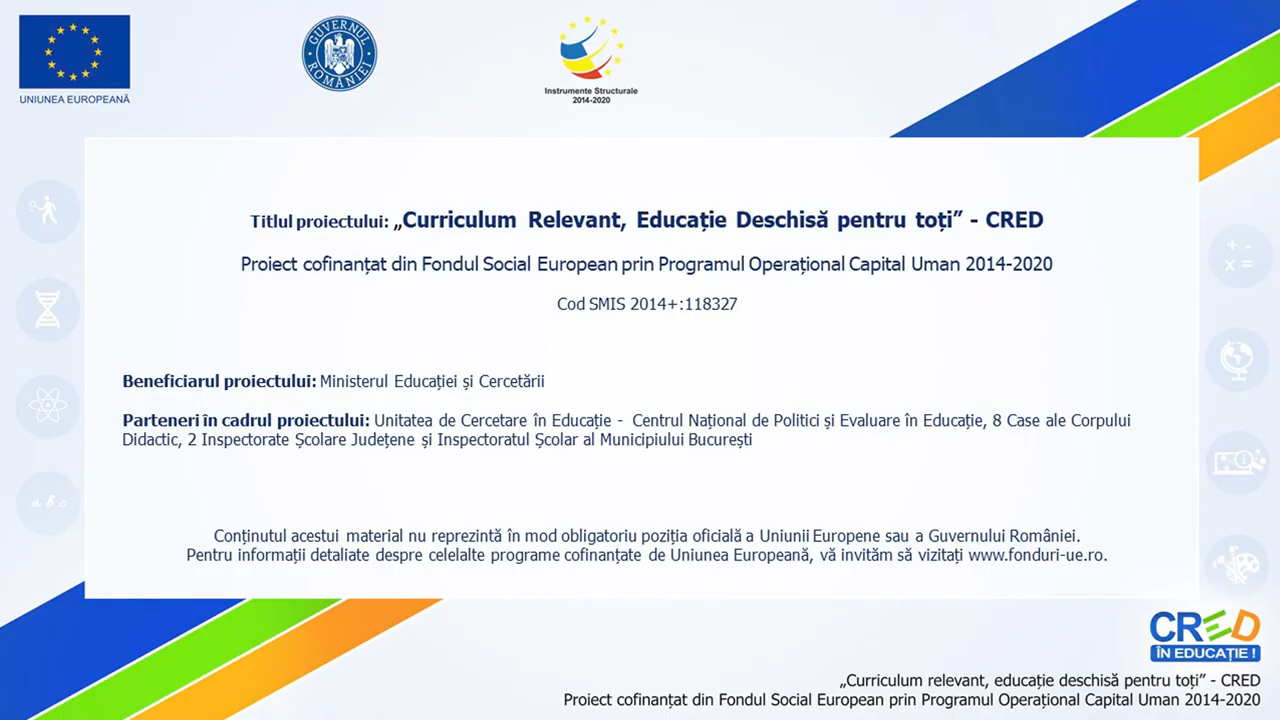 UNIUNEA EUROPEANĂ
GUVERNUL ROMÂNIEI
Instrumente Structurale
2014-2020
Titlul proiectului: „Curriculum Relevant, Educație Deschisă pentru toți” - CRED
Proiect cofinanțat din Fondul Social European prin Programul Operațional Capital Uman 2014-2020
Cod SMIS 2014+:118327
Beneficiarul proiectului: Ministerul Educației și Cercetării
Parteneri în cadrul proiectului: Unitatea de Cercetare în Educație - Centrul Național de Politici și Evaluare în Educație, 8 Case ale Corpului
Didactic, 2 Inspectorate Școlare Județene și Inspectoratul Școlar al Municipiului București
a b c
Conținutul acestui material nu reprezintă în mod obligatoriu poziția oficială a Uniunii Europene sau a Guvernului României.
Pentru informații detaliate despre celelalte programe cofinanțate de Uniunea Europeană, vă invităm să vizitați www.fonduri-ue.ro.
CRED
ÎN EDUCAȚIE !
„Curriculum relevant, educație deschisă pentru toți” - CRED
Proiect cofinanțat din Fondul Social European prin Programul Operațional Capital Uman 2014-2020